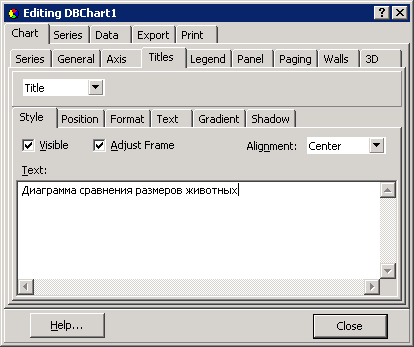 Editing DBChart1
Chart Series Data Export Print
Series General Axis Titles Legend Panel Paging Walls 3D
Title
Style Position Format Text Gradient Shadow
Visible Adjust Frame Alignment: Center
Text:
Диаграмма сравнения размеров животных
Help... Close